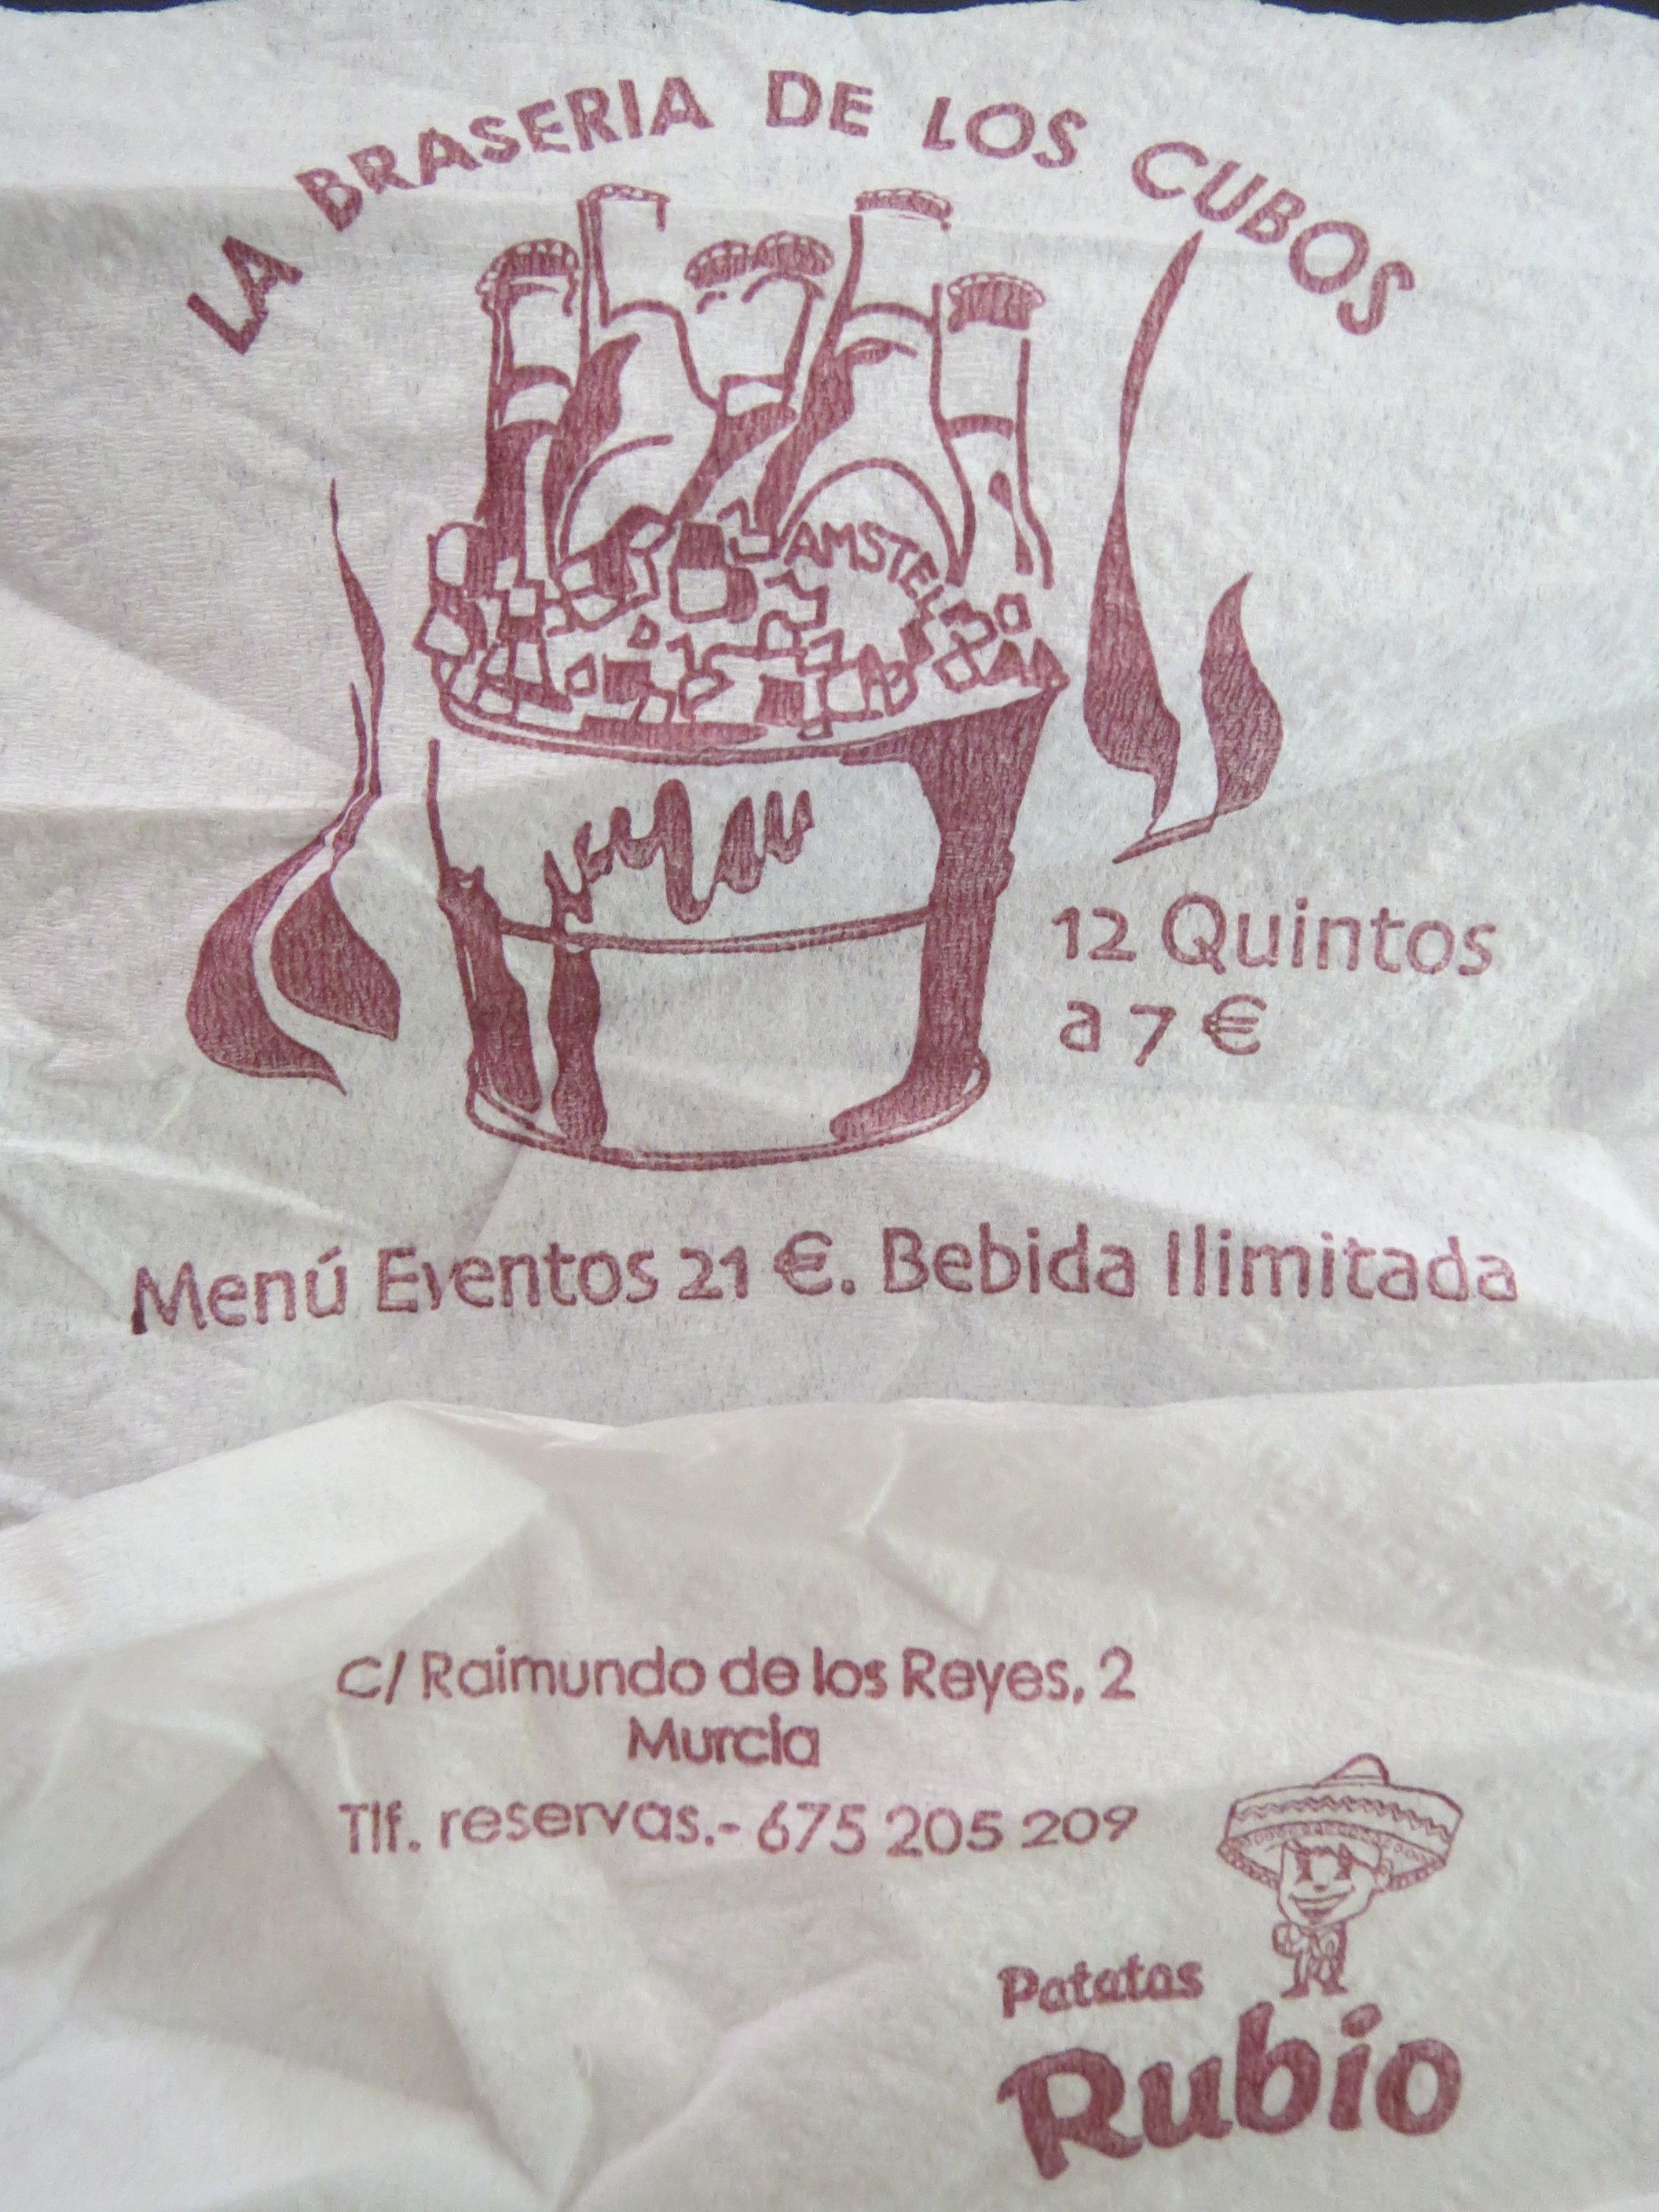 LA BRASERIA DE LOS CUBOS
AMSTEL
12 Quintos
a 7 €
Menú Eventos 21 €. Bebida Ilimitada
C/ Raimundo de los Reyes, 2
Murcia
Tlf. reservas.- 675 205 209
Patatas
Rubio